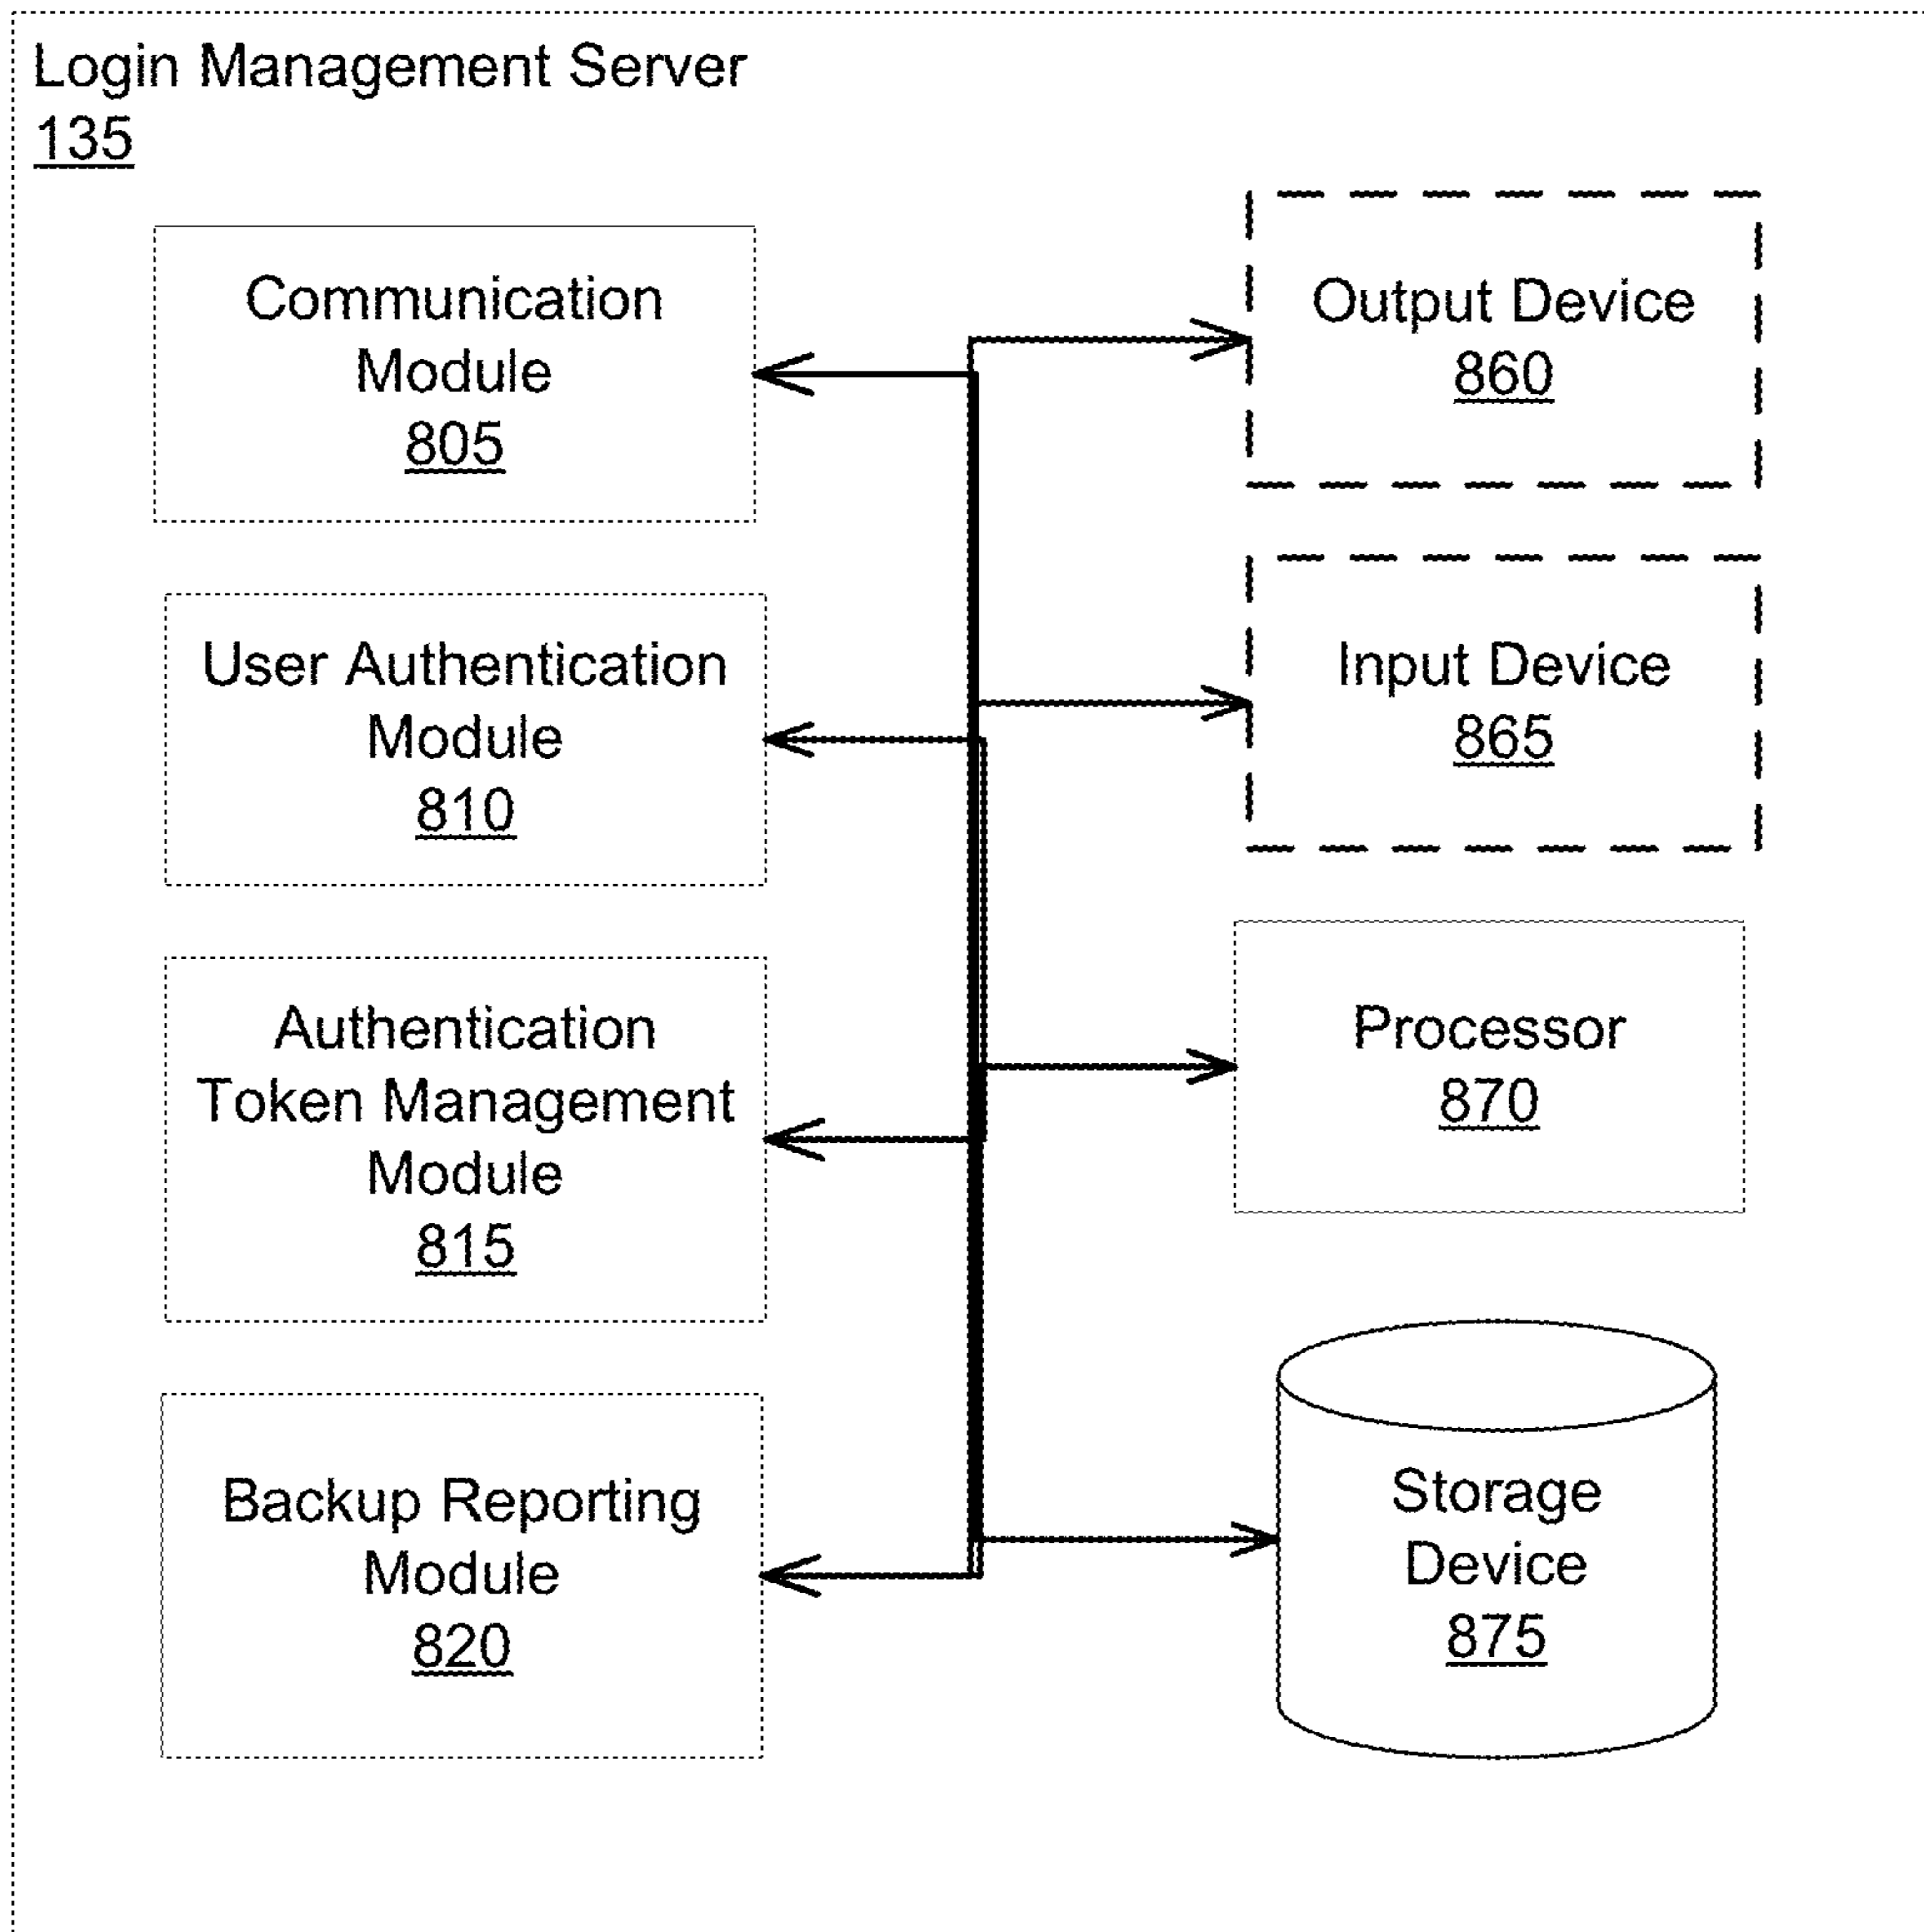 Login Management Server
135
Communication
Module
805
User Authentication
Module
810
Authentication
Token Management
Module
815
Backup Reporting
Module
820
Output Device
860
Input Device
865
Processor
870
Storage
Device
875